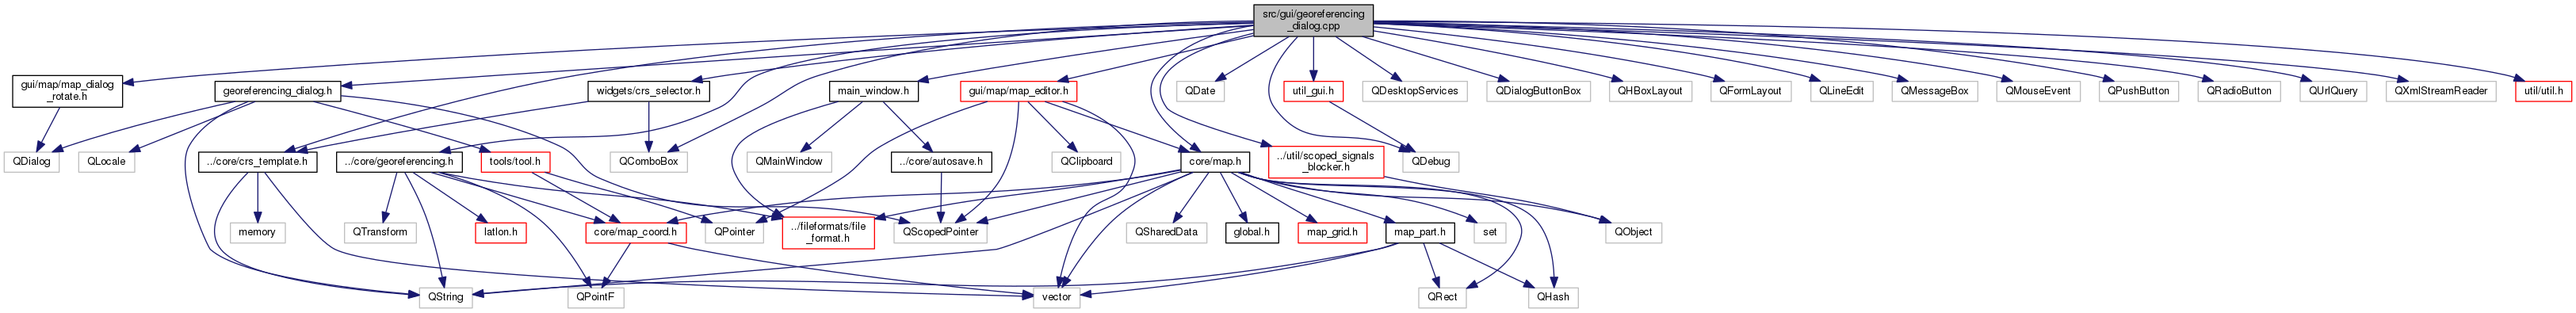 src/gui/georeferencing
_dialog.cpp
gui/map/map_dialog
_rotate.h
georeferencing_dialog.h
widgets/crs_selector.h
main_window.h
gui/map/map_editor.h
QDate
util_gui.h
QDesktopServices
QDialogButtonBox
QHBoxLayout
QFormLayout
QLineEdit
QMessageBox
QMouseEvent
QPushButton
QRadioButton
QUrlQuery
QXmlStreamReader
util/util.h
QDialog
QLocale
../core/crs_template.h
../core/georeferencing.h
tools/tool.h
QComboBox
QMainWindow
../core/autosave.h
QClipboard
core/map.h
../util/scoped_signals
_blocker.h
QDebug
memory
QTransform
latlon.h
core/map_coord.h
QPointer
../fileformats/file
_format.h
QScopedPointer
QSharedData
global.h
map_grid.h
map_part.h
set
QObject
QString
QPointF
vector
QRect
QHash